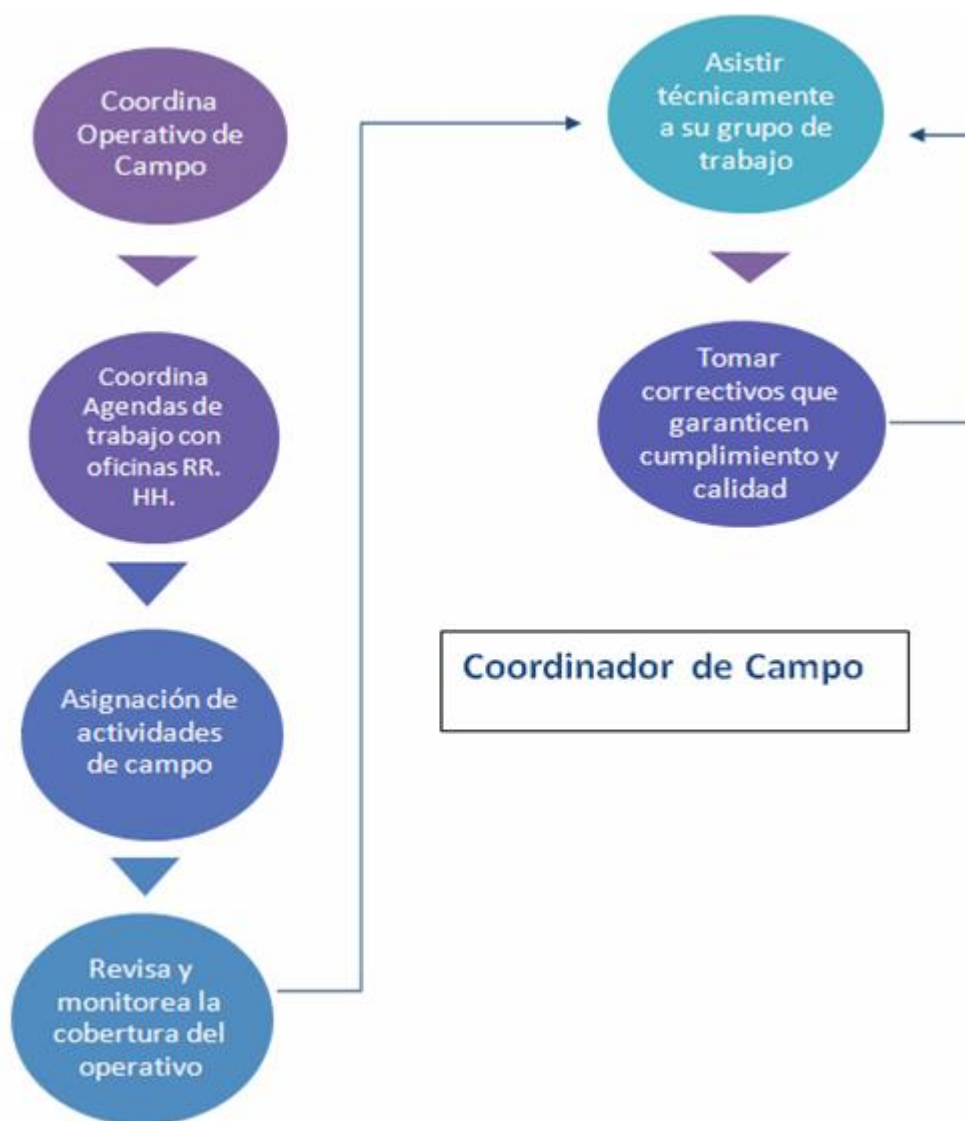 Coordina
Operativo de
Campo
Coordina
Agendas de
trabajo con
oficinas RR.
HH.
Asignación de
actividades
de campo
Revisa y
monitorea la
cobertura del
operativo
Asistir
técnicamente
a su grupo de
trabajo
Tomar
correctivos que
garanticen
cumplimiento y
calidad
Coordinador de Campo